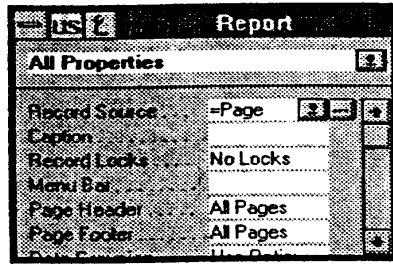 Report
All Properties
Record Source . . . =Page
Caption . . . . . . . . .
Record Locks . . . . No Locks
Menu Bar . . . . . . .
Page Header . . . . All Pages
Page Footer . . . . . All Pages